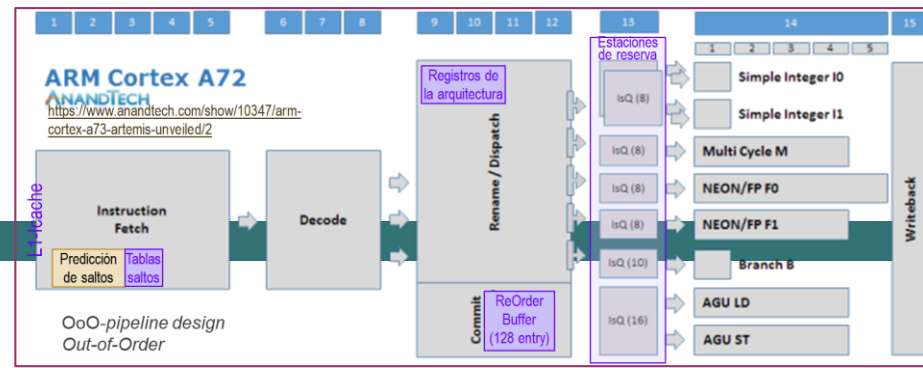 1 2 3 4 5 6 7 8 9 10 11 12 13 14 15
1 2 3 4 5
Estaciones
de reserva
ARM Cortex A72
ANANDTECH
https://www.anandtech.com/show/10347/arm-
cortex-a73-artemis-unveiled/2
Registros de
la arquitectura
IsQ (8)
Simple Integer I0
Simple Integer I1
IsQ (8)
Multi Cycle M
IsQ (8)
NEON/FP F0
IsQ (8)
NEON/FP F1
IsQ (10)
Branch B
IsQ (16)
AGU LD
AGU ST
Writeback
L1-Icache
Instruction
Fetch
Predicción
de saltos
Tablas
saltos
Decode
Rename / Dispatch
Commit
ReOrder
Buffer
(128 entry)
OoO-pipeline design
Out-of-Order